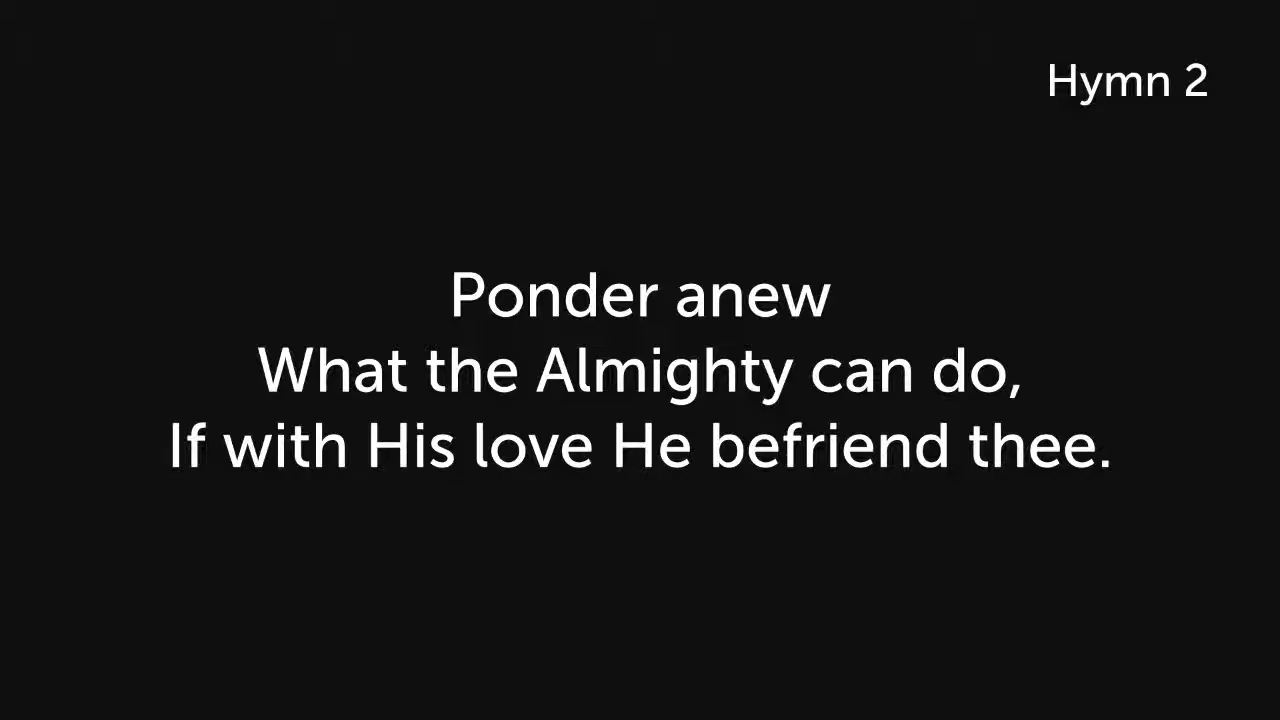 Hymn 2
Ponder anew
What the Almighty can do,
If with His love He befriend thee.